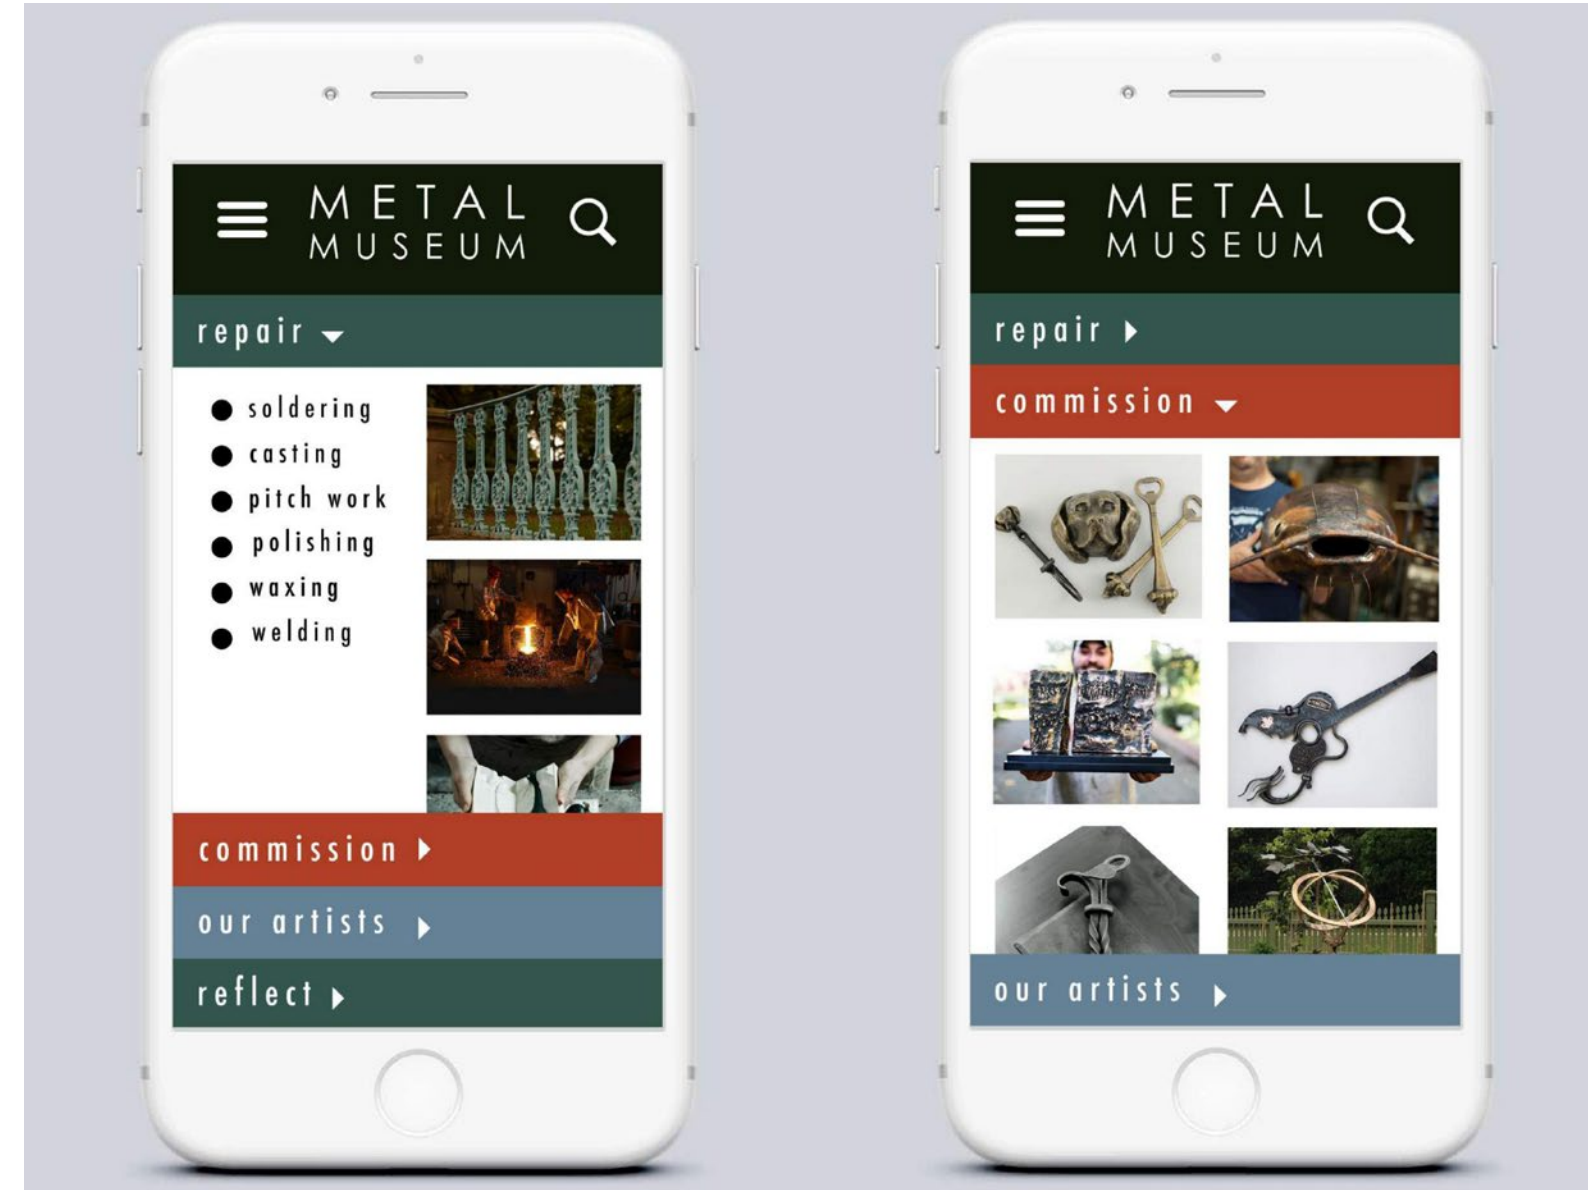 METAL
MUSEUM
repair
soldering
casting
pitch work
polishing
waxing
welding
commission
our artists
reflect
METAL
MUSEUM
repair
commission
our artists